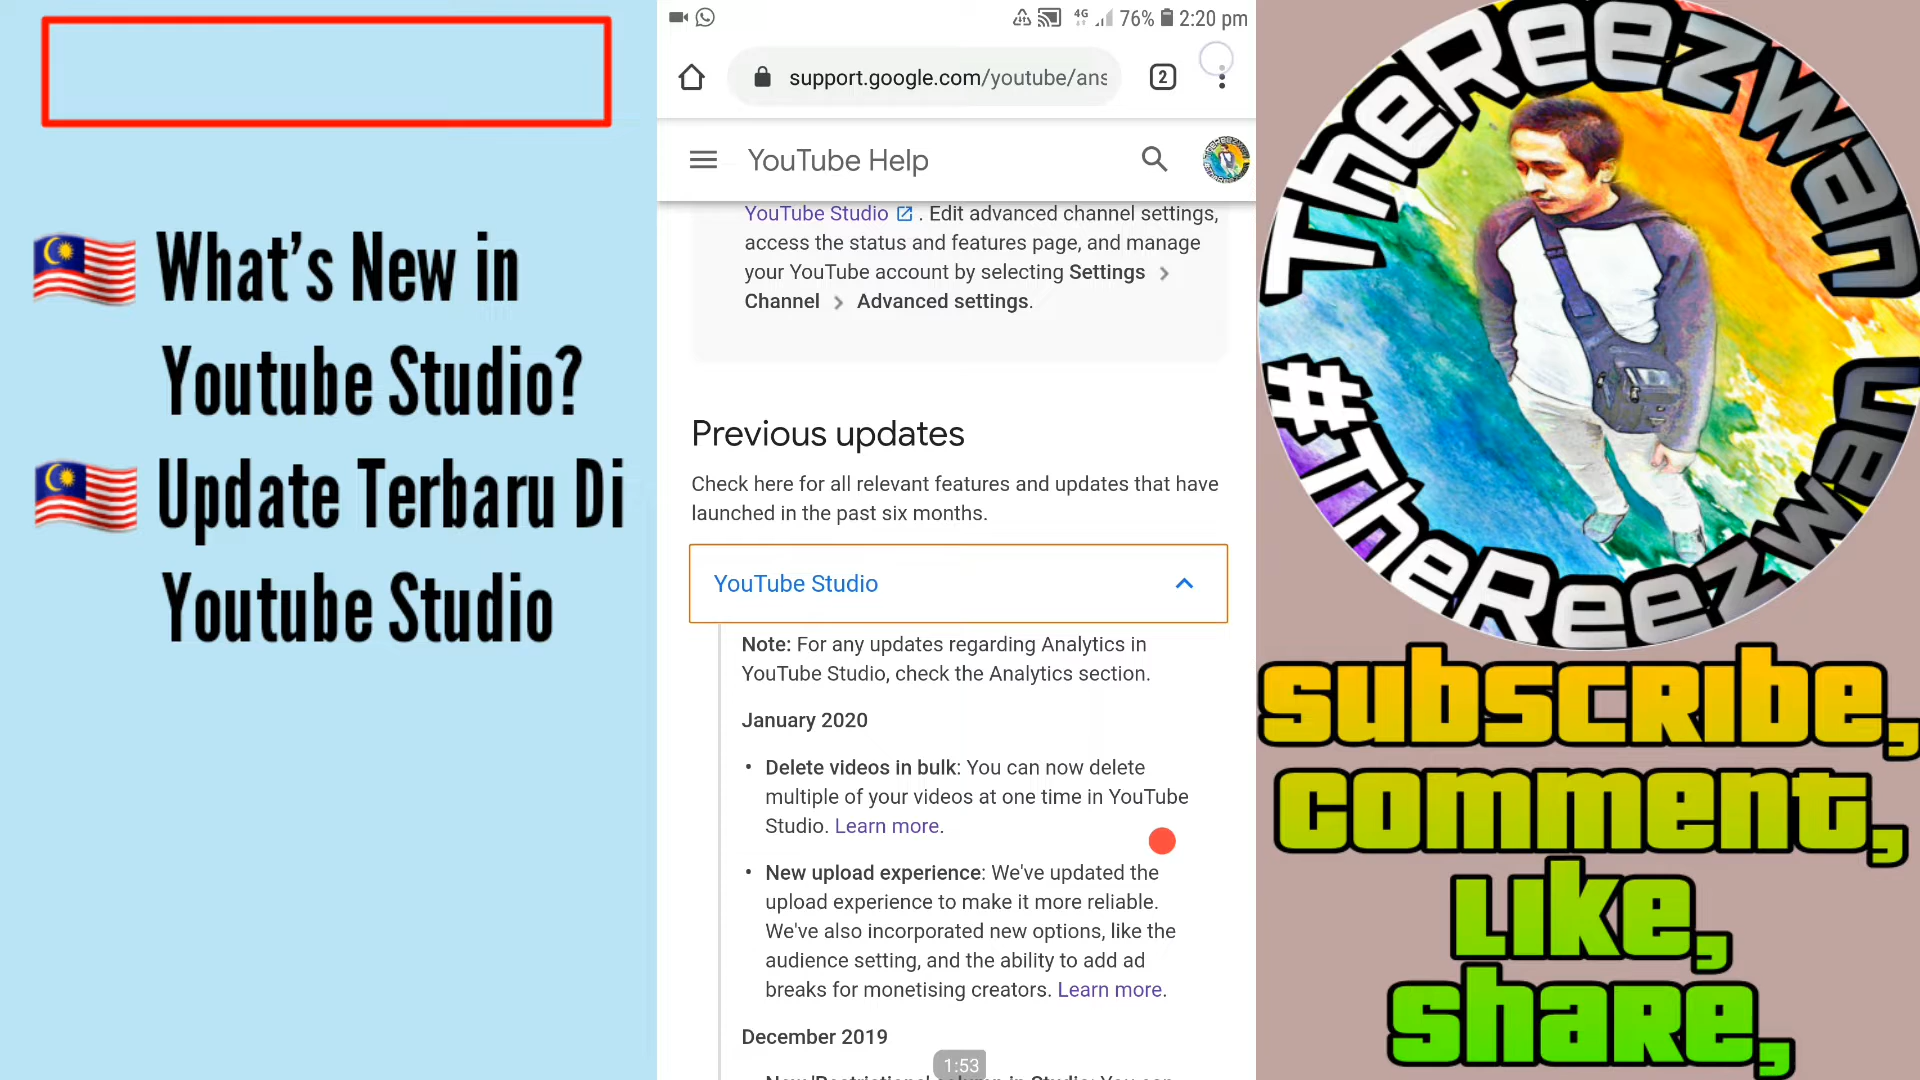 What's New in
Youtube Studio?
Update Terbaru Di
Youtube Studio
4G 76% 2:20 pm
support.google.com/youtube/ans
2
YouTube Help
YouTube Studio . Edit advanced channel settings,
access the status and features page, and manage
your YouTube account by selecting Settings >
Channel > Advanced settings.
Previous updates
Check here for all relevant features and updates that have
launched in the past six months.
YouTube Studio
Note: For any updates regarding Analytics in
YouTube Studio, check the Analytics section.
January 2020
• Delete videos in bulk: You can now delete
multiple of your videos at one time in YouTube
Studio. Learn more.
• New upload experience: We've updated the
upload experience to make it more reliable.
We've also incorporated new options, like the
audience setting, and the ability to add ad
breaks for monetising creators. Learn more.
December 2019
1:53
TheReezwan
#TheReezwan
Subscribe,
Comment,
Like,
Share,